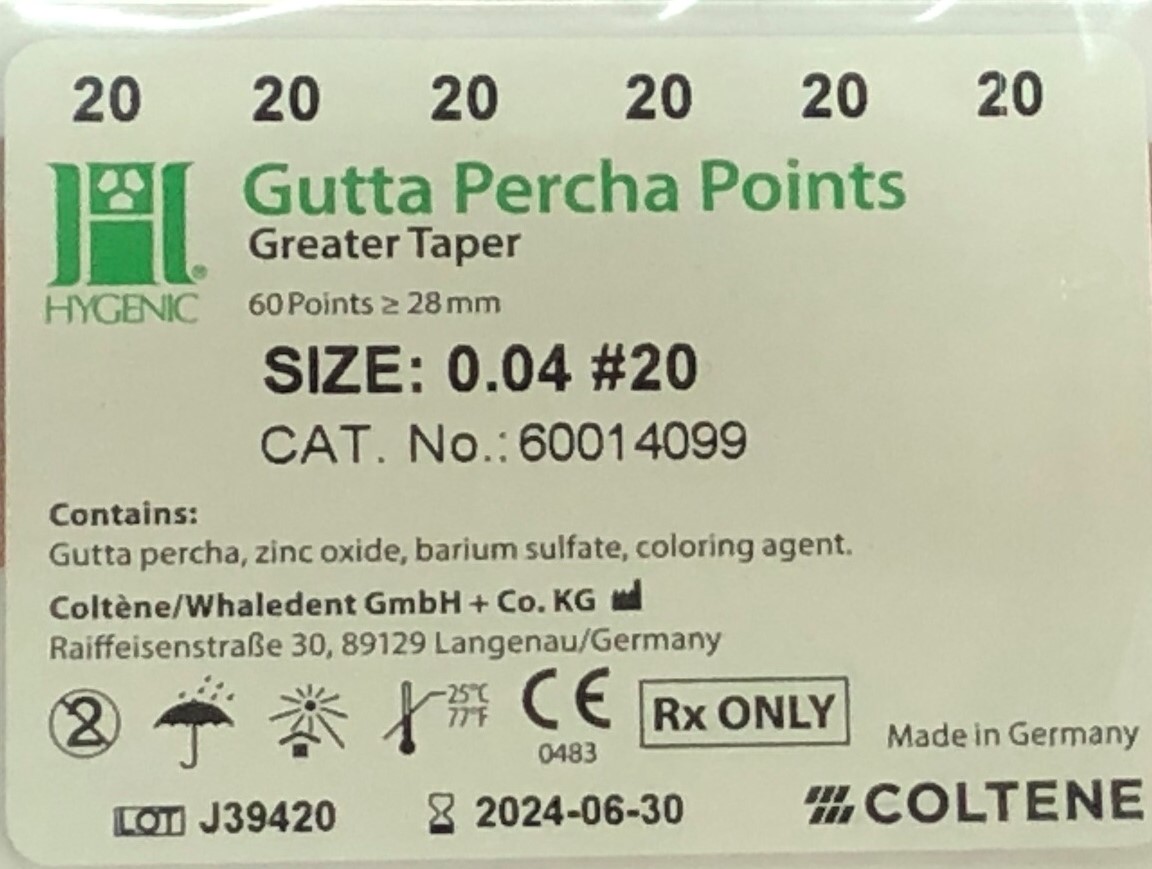 20 20 20 20 20 20
Gutta Percha Points
Greater Taper
HYGENIC®
60 Points ≥ 28 mm
SIZE: 0.04 #20
CAT. No.: 60014099
Contains:
Gutta percha, zinc oxide, barium sulfate, coloring agent.
Coltène/Whaledent GmbH + Co. KG
Raiffeisenstraße 30, 89129 Langenau/Germany
2
25°C
77°F
CE
0483
Rx ONLY
Made in Germany
LOT J39420
2024-06-30
COLTENE